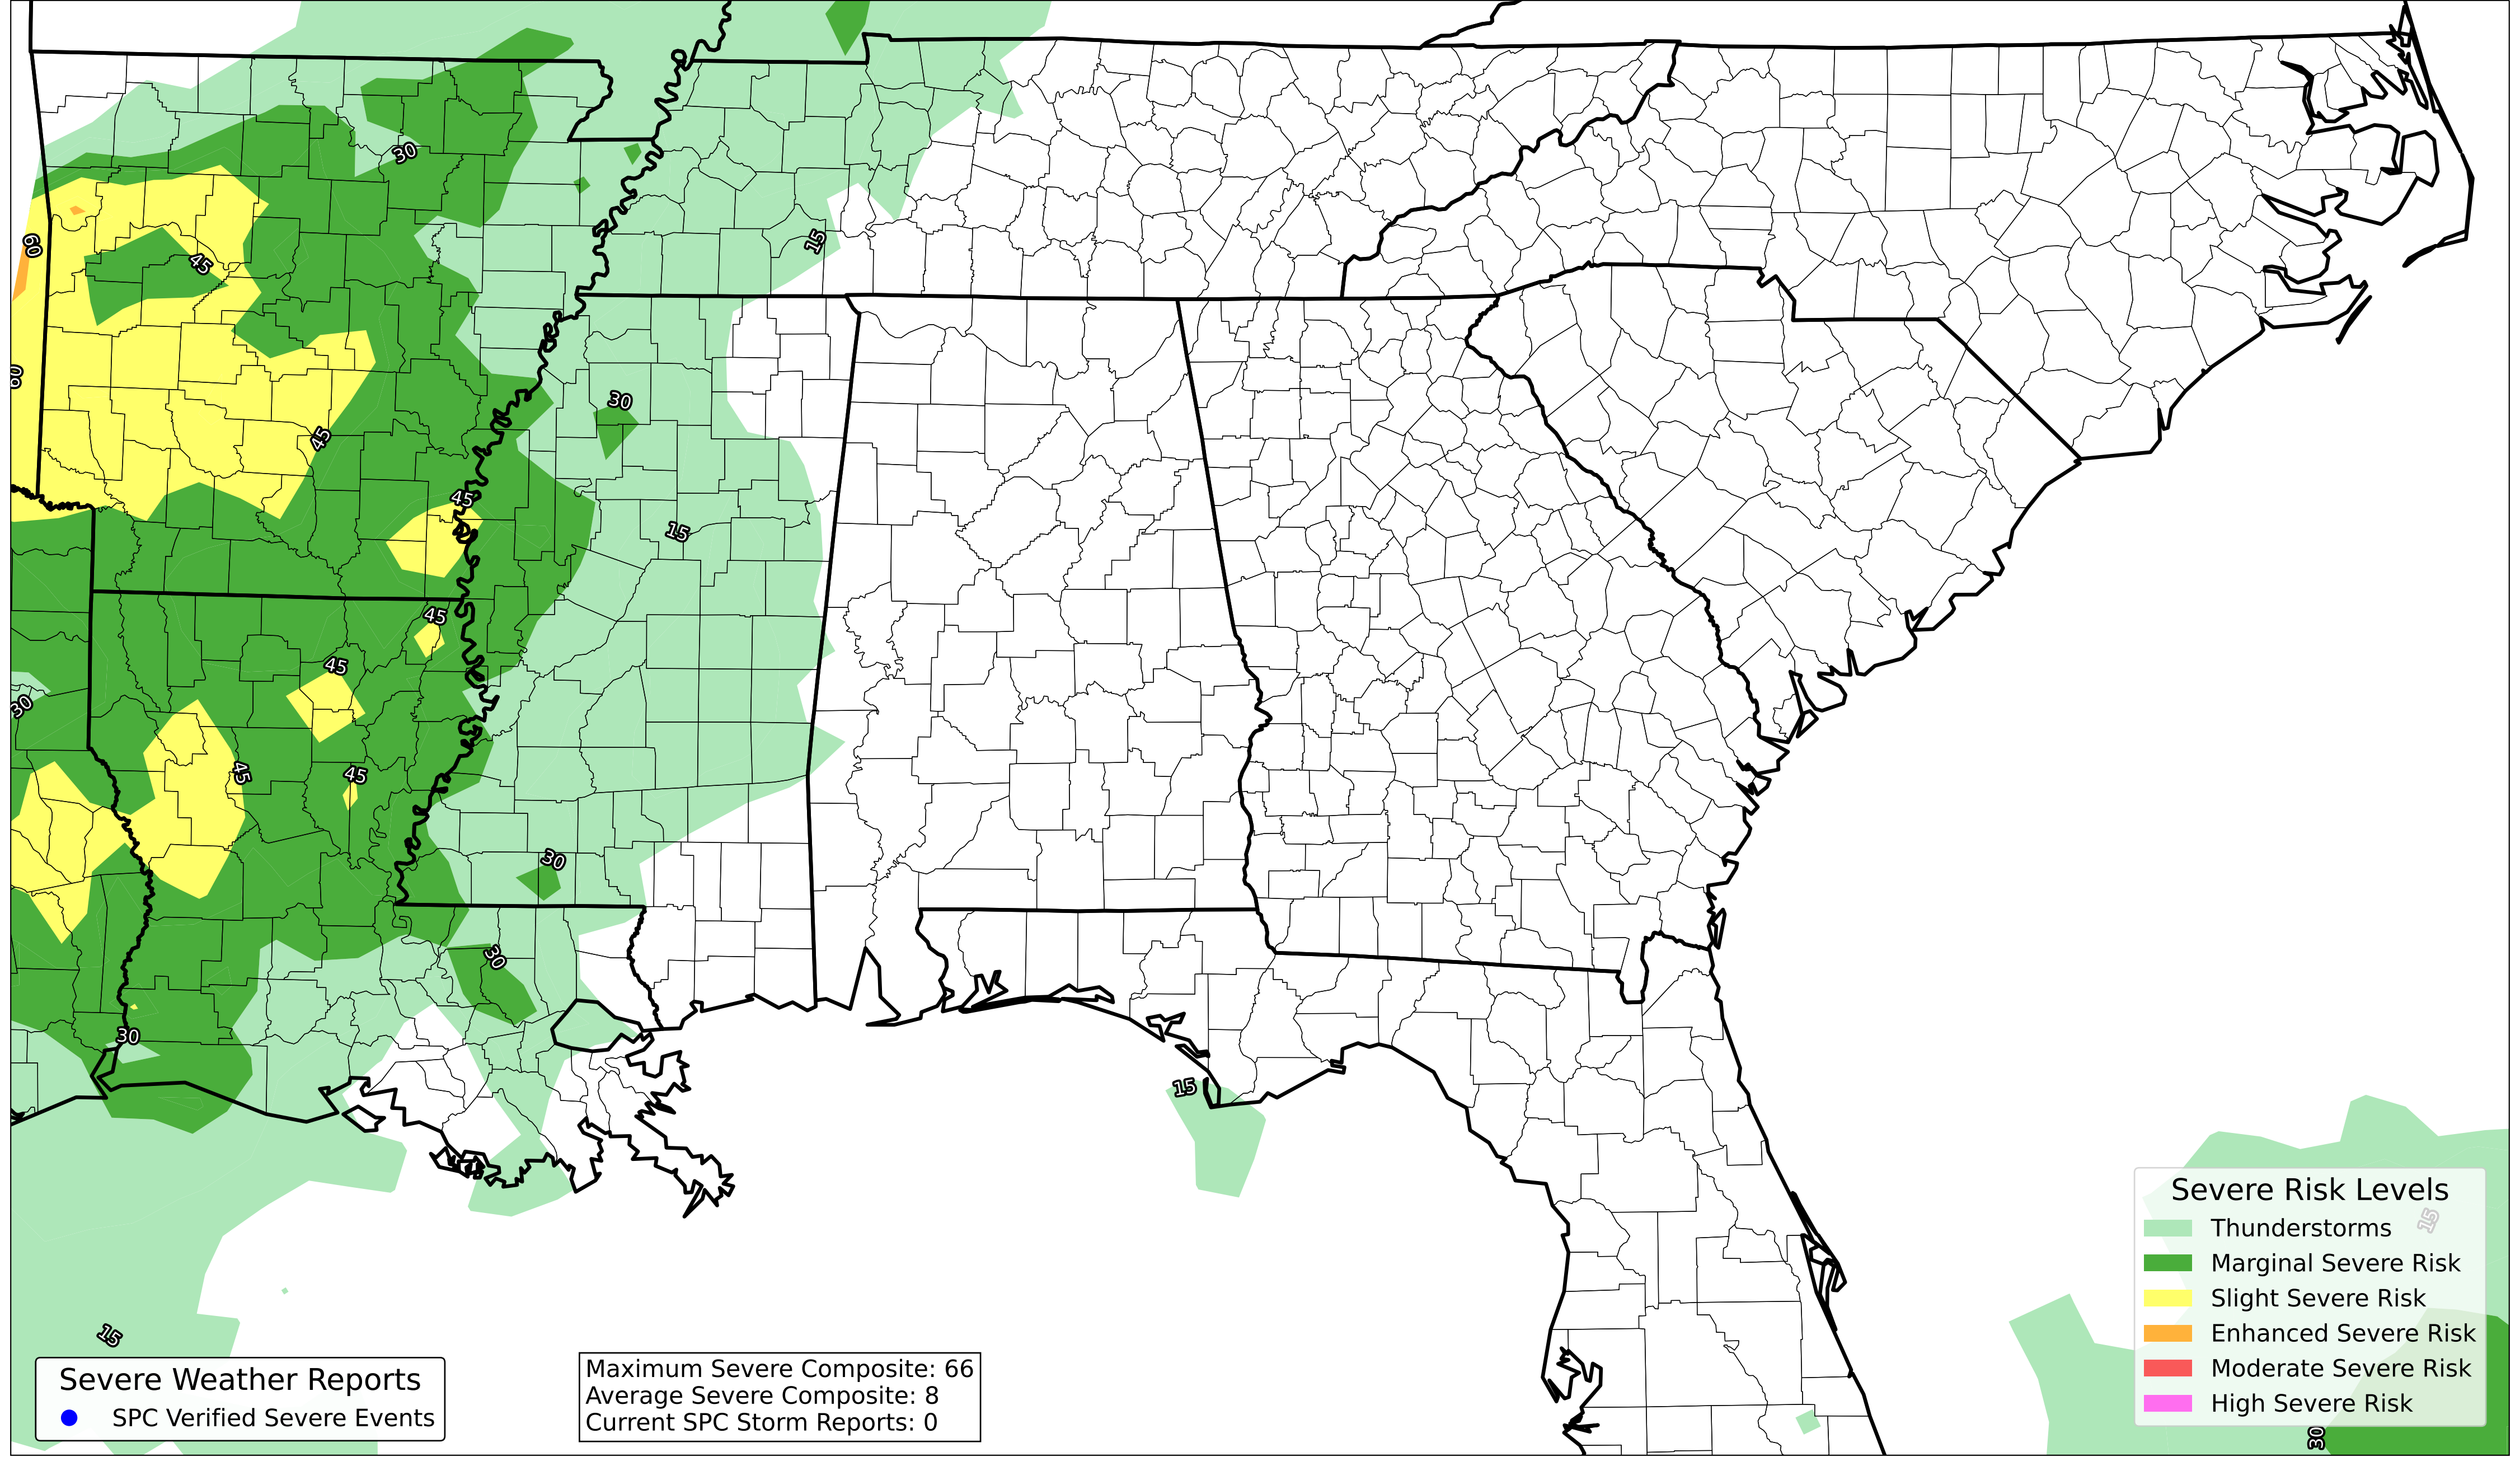 30
15
60
45
60
30
45
45
15
45
45
30
45
45
30
30
30
15
15
Severe Risk Levels
15
Thunderstorms
Marginal Severe Risk
Slight Severe Risk
Enhanced Severe Risk
Moderate Severe Risk
High Severe Risk
30
Severe Weather Reports
SPC Verified Severe Events
Maximum Severe Composite: 66
Average Severe Composite: 8
Current SPC Storm Reports: 0